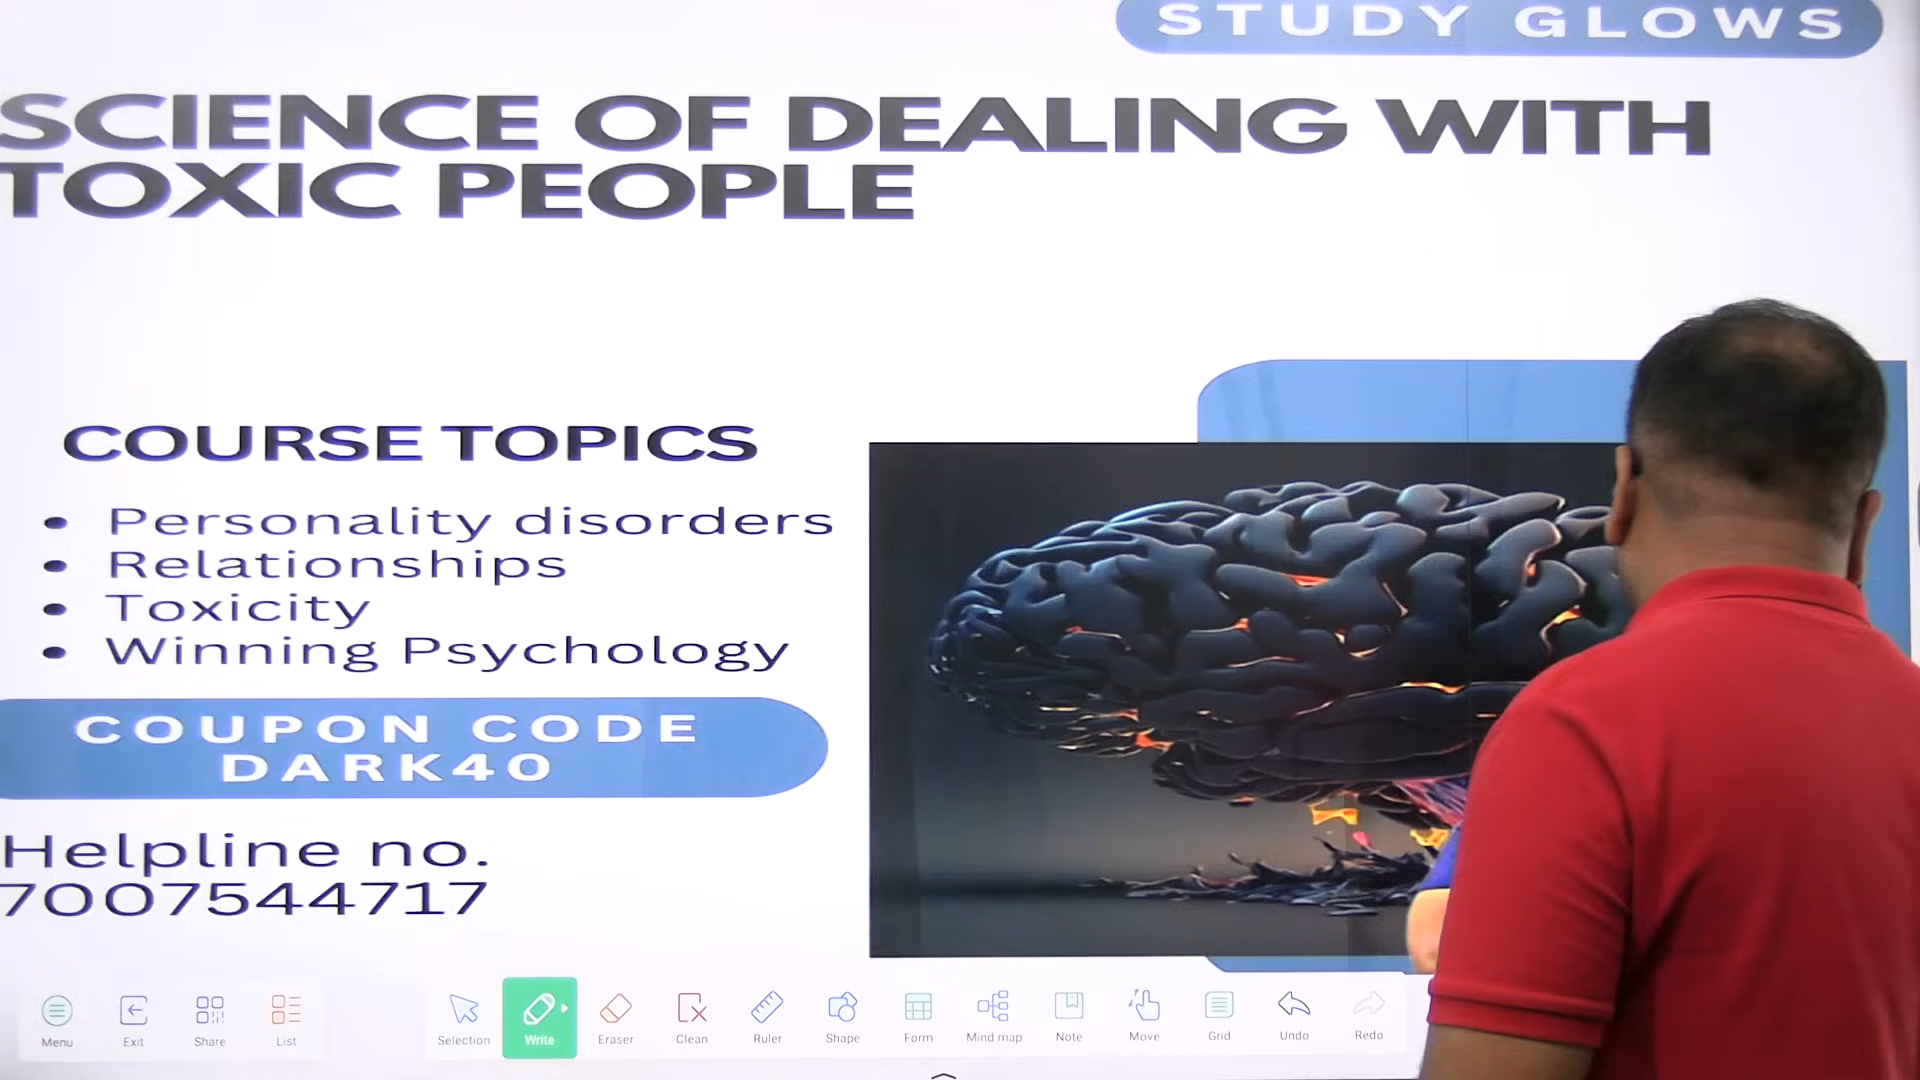 STUDY GLOWS
SCIENCE OF DEALING WITH
TOXIC PEOPLE
COURSE TOPICS
• Personality disorders
• Relationships
• Toxicity
• Winning Psychology
COUPON CODE
DARK40
Helpline no.
7007544717
Menu Exit Share List Selection Write Eraser Clean Ruler Shape Form Mind map Note Move Grid Undo Redo